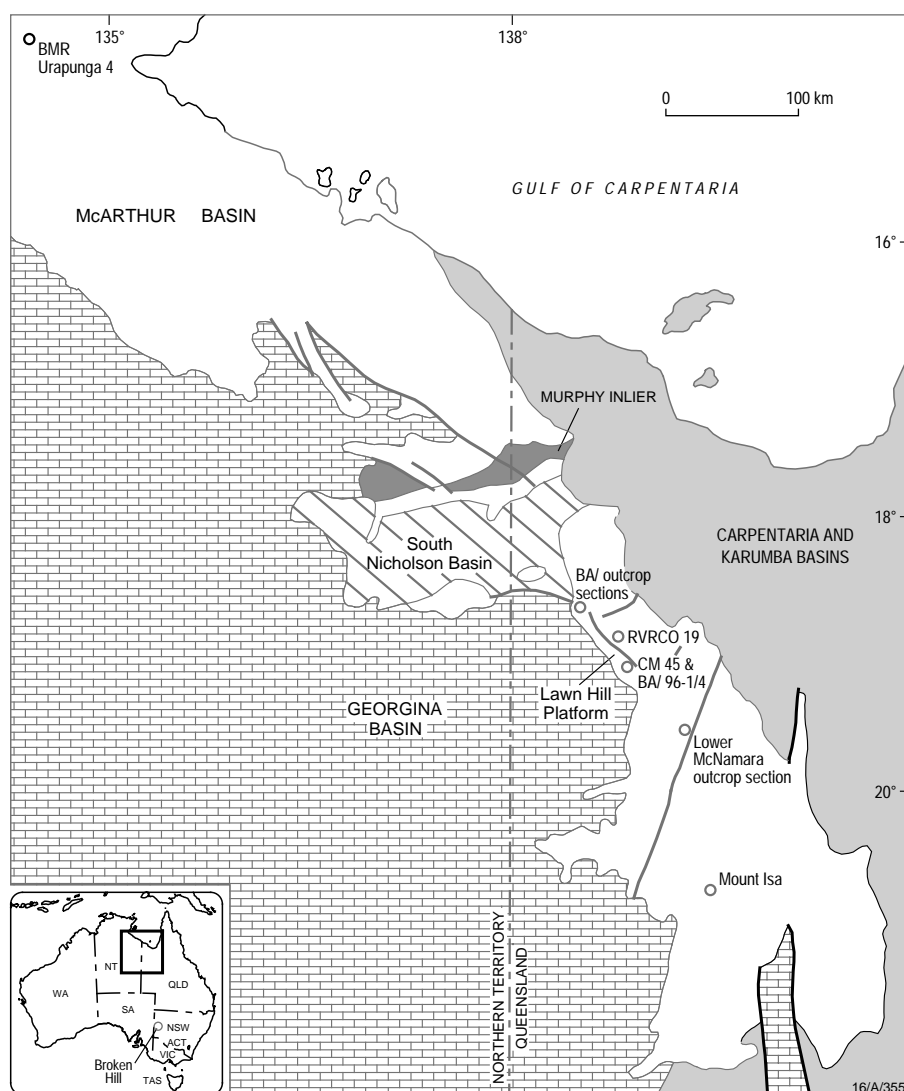 135°
138°
BMR
Urapunga 4
0
100 km
GULF OF CARPENTARIA
McARTHUR BASIN
16°
MURPHY INLIER
18°
CARPENTARIA AND
KARUMBA BASINS
South
Nicholson Basin
BA/ outcrop
sections
RVRCO 19
CM 45 &
BA/ 96-1/4
Lawn Hill
Platform
GEORGINA
BASIN
Lower
McNamara
outcrop section
20°
Mount Isa
NORTHERN TERRITORY
QUEENSLAND
NT
QLD
WA
SA
NSW
ACT
VIC
Broken
Hill
TAS
16/A/355